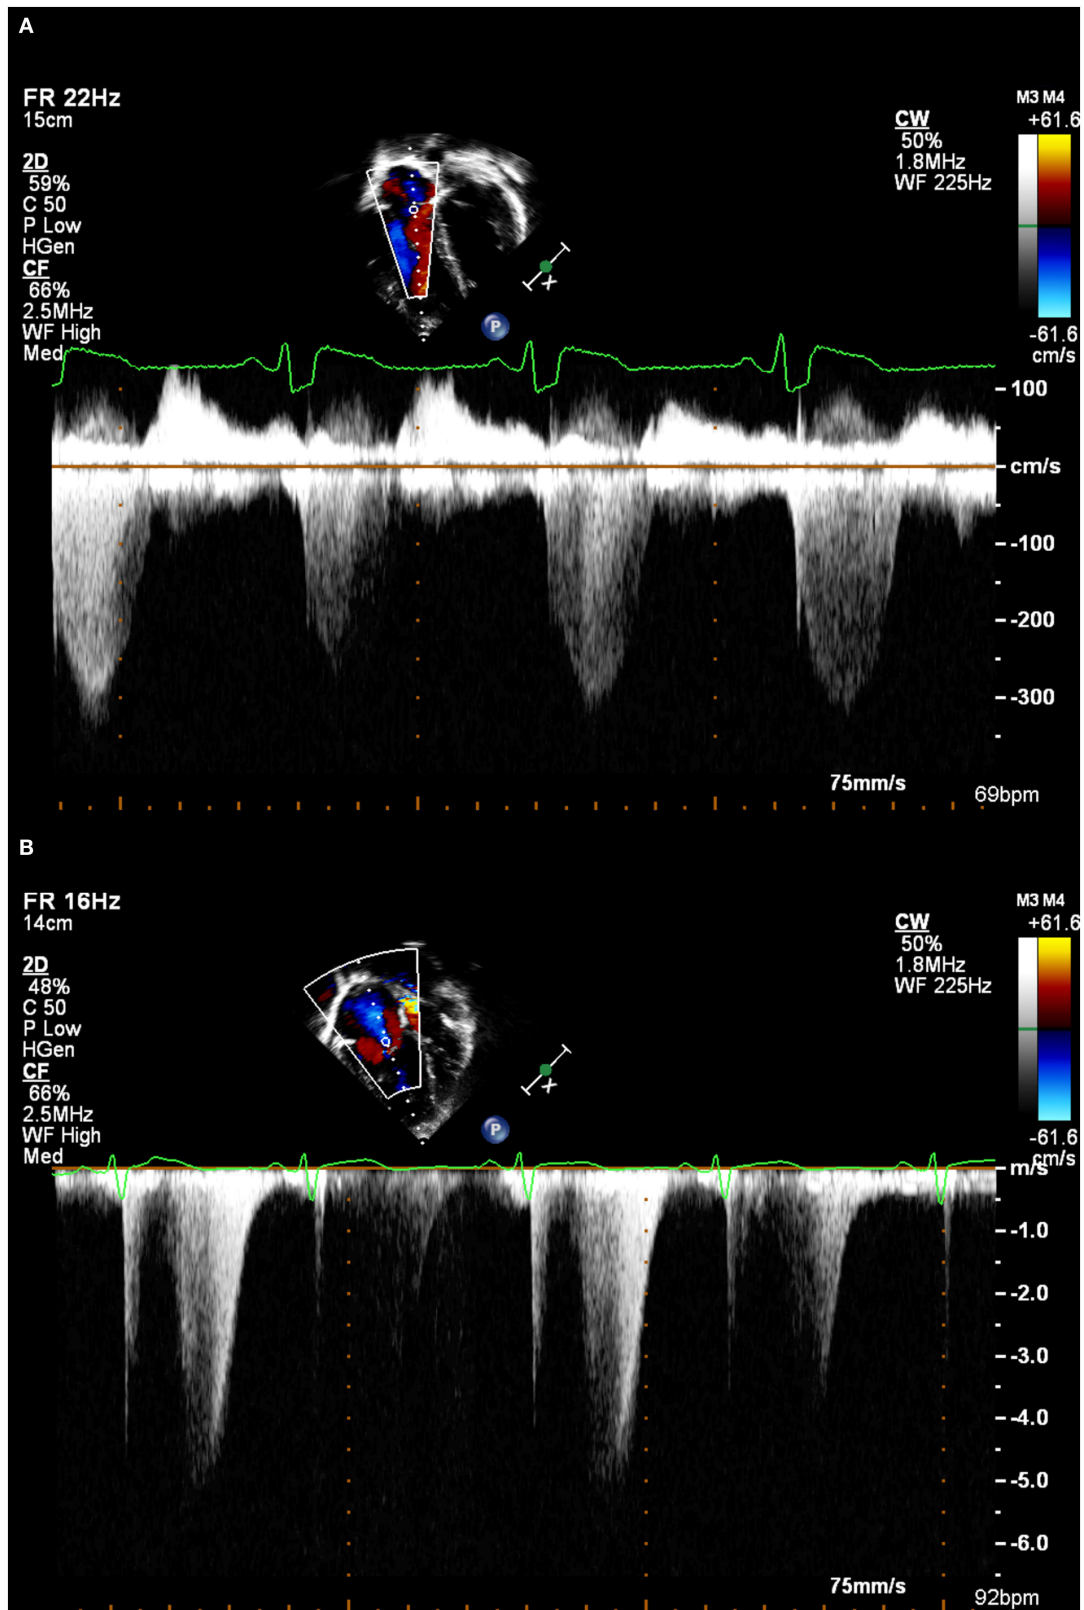 A
FR 22Hz
15cm
2D
59%
C 50
P Low
HGen
CF
66%
2.5MHz
WF High
Med
P
X
CW
50%
1.8MHz
WF 225Hz
M3 M4
+61.6
-61.6
cm/s
100
cm/s
-100
-200
-300
75mm/s
69bpm
B
FR 16Hz
14cm
2D
48%
C 50
P Low
HGen
CF
66%
2.5MHz
WF High
Med
P
X
CW
50%
1.8MHz
WF 225Hz
M3 M4
+61.6
-61.6
cm/s
m/s
-1.0
-2.0
-3.0
-4.0
-5.0
-6.0
75mm/s
92bpm